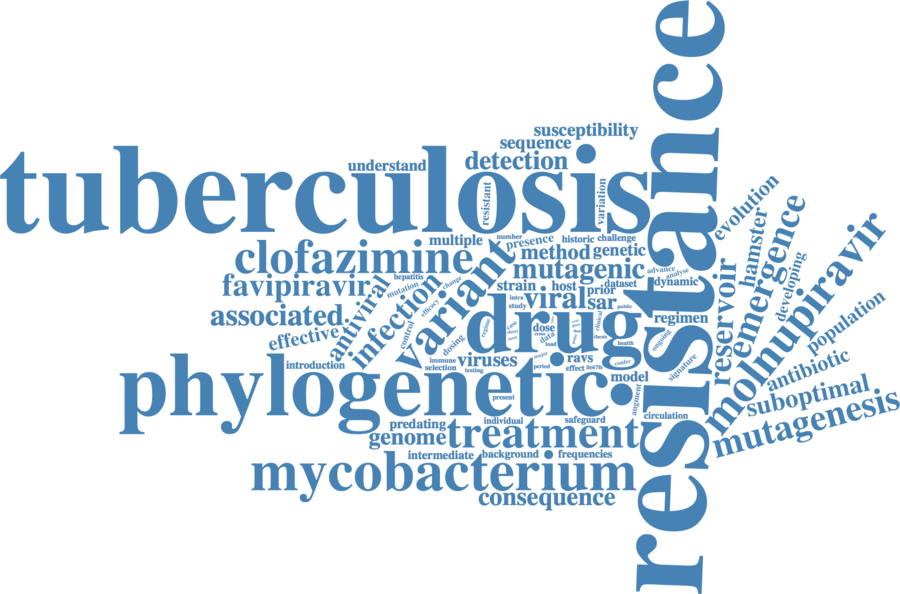 resistance
tuberculosis
phylogenetic
drug
mycobacterium
treatment
variant
molnupiravir
clofazimine
mutagenesis
emergence
infection
mutagenic
favipiravir
associated
antiviral
viral
sar
suboptimal
reservoir
detection
susceptibility
sequence
understand
resistant
variation
multiple
number
presence
historic
challenge
method
genetic
hepatitis
mutation
change
efficacy
strain
host
prior
dataset
advance
analyse
dynamic
intra
study
public
effective
control
dosing
regime
dose
data
load
clinical
health
regimen
ongoing
signature
introduction
immune
selection
testing
viruses
major
period
ravs
effect
confer
model
augment
present
predating
individual
safeguard
circulation
genome
intermediate
background
frequencies
consequence
evolution
hamster
developing
population
antibiotic